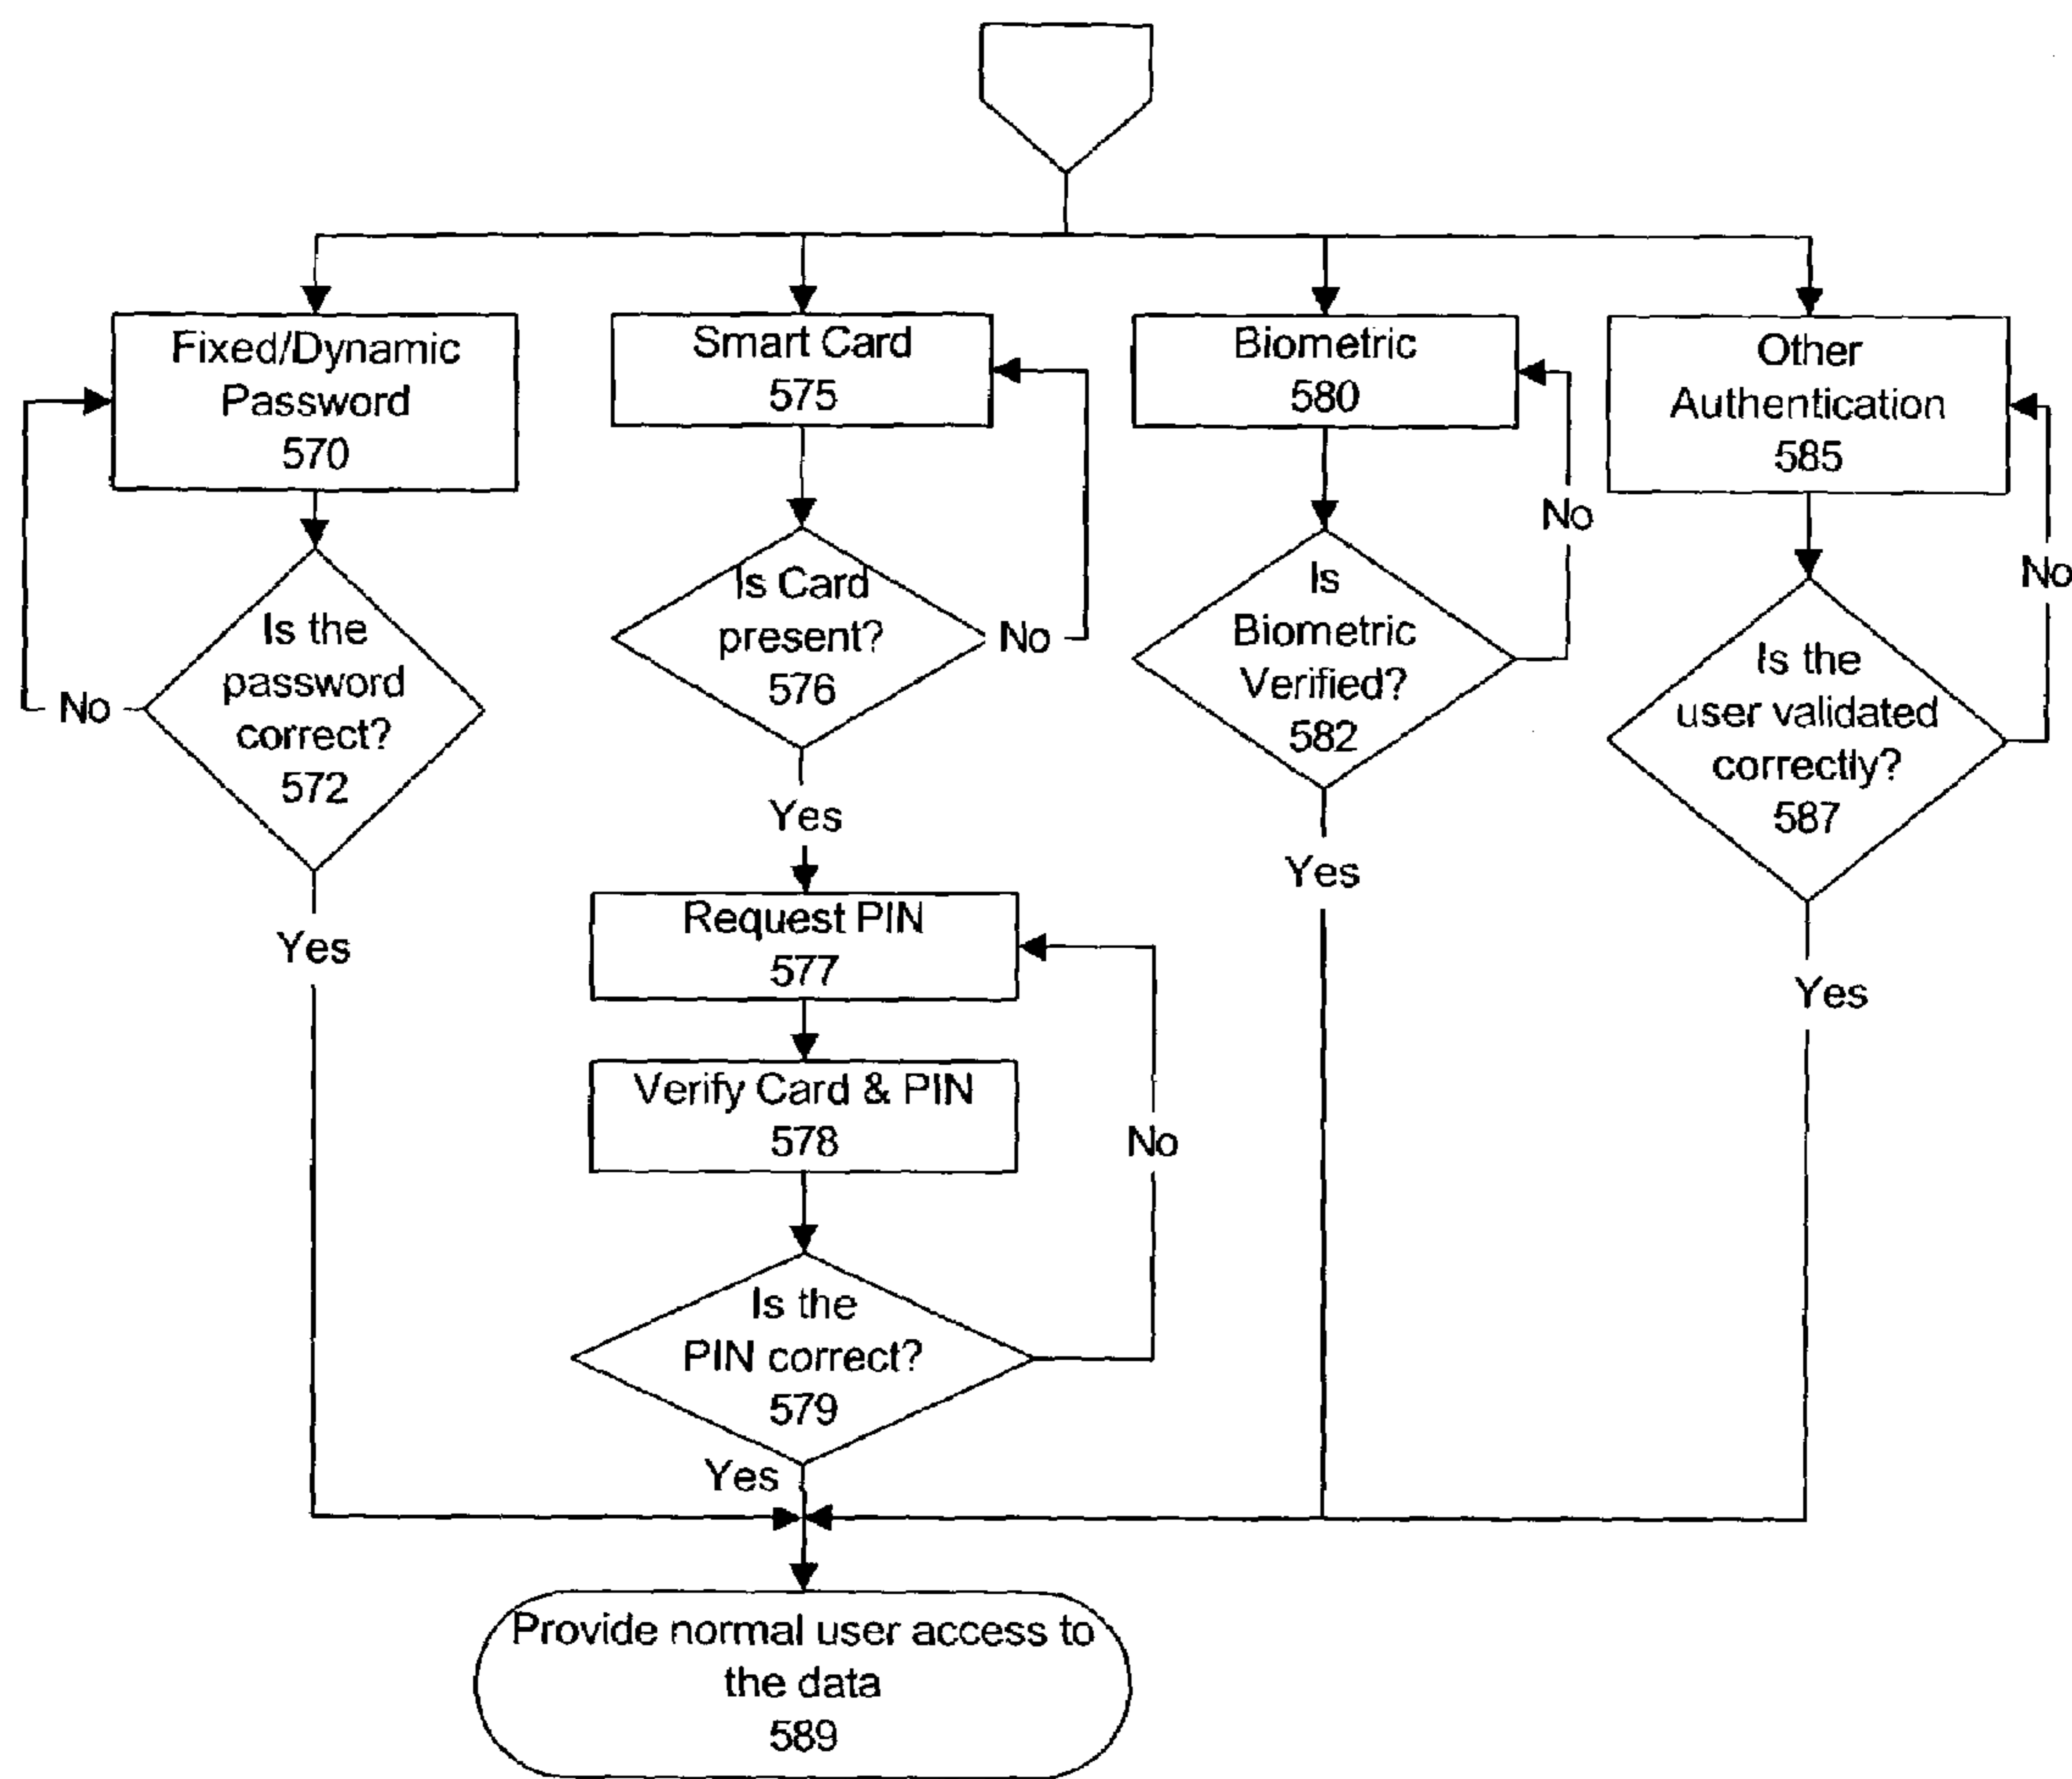 Fixed/Dynamic
Password
570
Smart Card
575
Biometric
580
Other
Authentication
585
Is the
password
correct?
572
No
Is Card
present?
576
No
Is
Biometric
Verified?
582
No
Is the
user validated
correctly?
587
No
Yes
Yes
Yes
Yes
Request PIN
577
Verify Card & PIN
578
No
Is the
PIN correct?
579
Yes
Provide normal user access to
the data
589